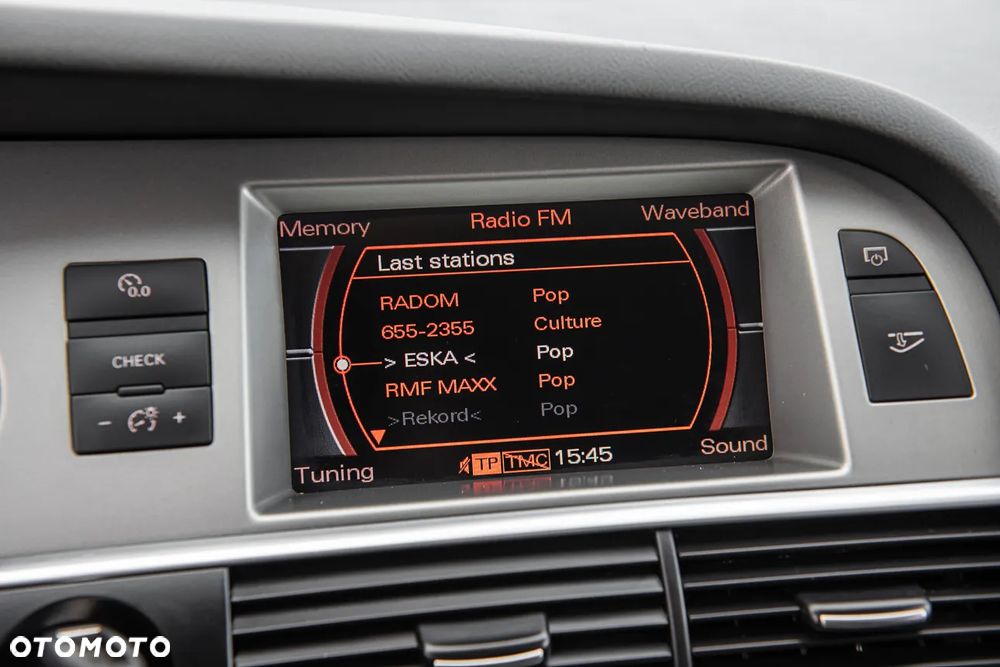 Memory Radio FM Waveband
Last stations
RADOM Pop
655-2355 Culture
> ESKA < Pop
RMF MAXX Pop
>Rekord< Pop
Tuning TP TMC 15:45 Sound
0.0
CHECK
- +
OTOMOTO